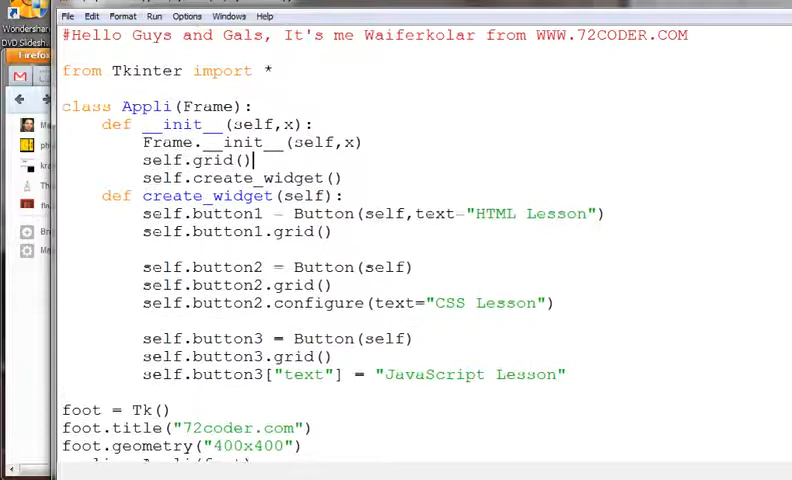 File Edit Format Run Options Windows Help
Wondershare
DVD Slidesh...
Firefox
#Hello Guys and Gals, It's me Waiferkolar from WWW.72CODER.COM
from Tkinter import *
class Appli(Frame):
def __init__(self,x):
Frame.__init__(self,x)
self.grid()
self.create_widget()
def create_widget(self):
self.button1 = Button(self,text="HTML Lesson")
self.button1.grid()
self.button2 = Button(self)
self.button2.grid()
self.button2.configure(text="CSS Lesson")
self.button3 = Button(self)
self.button3.grid()
self.button3["text"] = "JavaScript Lesson"
foot = Tk()
foot.title("72coder.com")
foot.geometry("400x400")